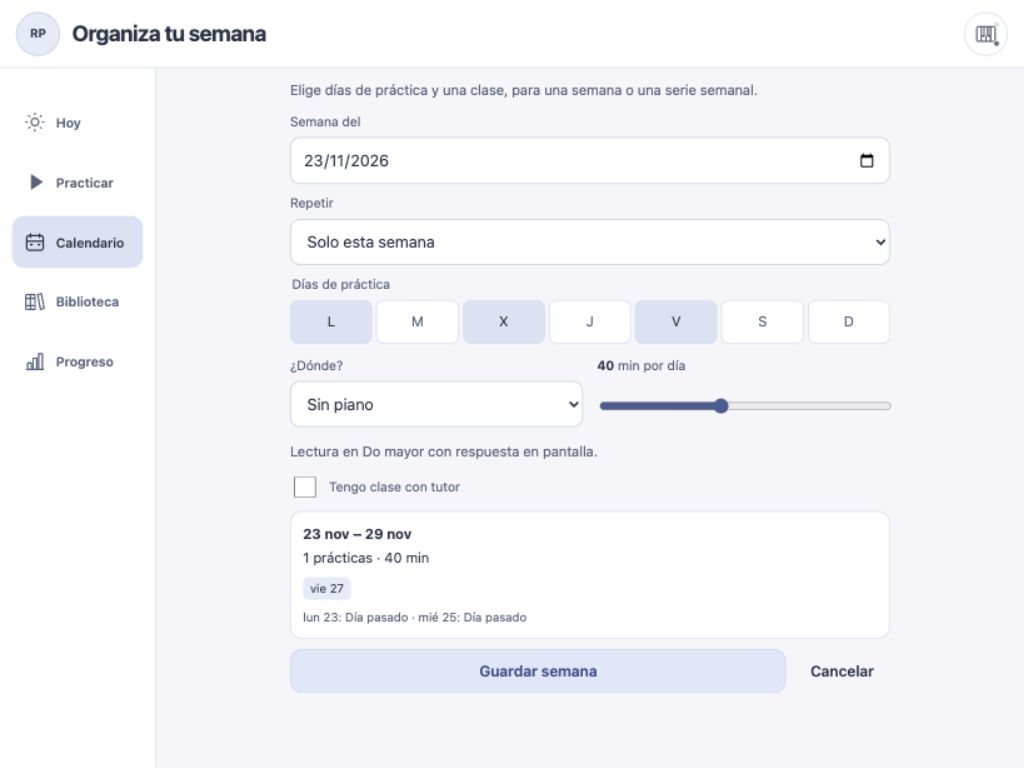 RP
Organiza tu semana
Hoy
Practicar
Calendario
Biblioteca
Progreso
Elige días de práctica y una clase, para una semana o una serie semanal.
Semana del
23/11/2026
Repetir
Solo esta semana
Días de práctica
L M X J V S D
¿Dónde?
40 min por día
Sin piano
Lectura en Do mayor con respuesta en pantalla.
Tengo clase con tutor
23 nov – 29 nov
1 prácticas · 40 min
vie 27
lun 23: Día pasado · mié 25: Día pasado
Guardar semana
Cancelar